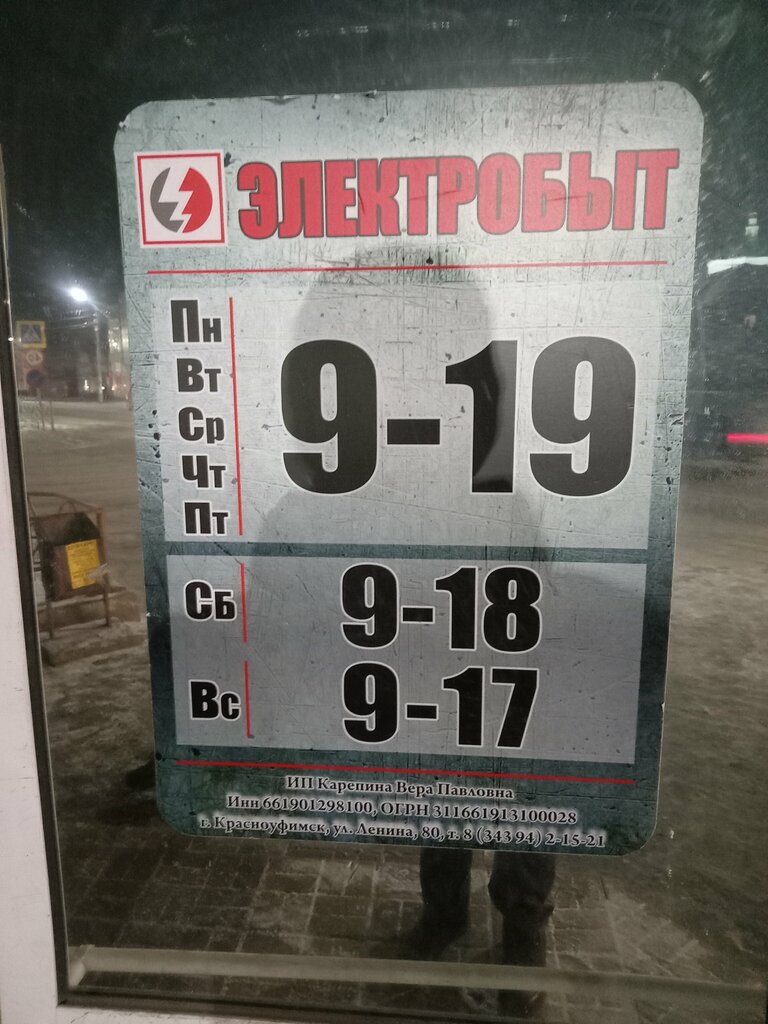 ЭЛЕКТРОБЫТ
Пн
Вт
Ср
Чт
Пт
9-19
Сб 9-18
Вс 9-17
ИП Карепина Вера Павловна
Инн 661901298100, ОГРН 311661913100028
г. Красноуфимск, ул. Ленина, 80, т. 8 (343 94) 2-15-21